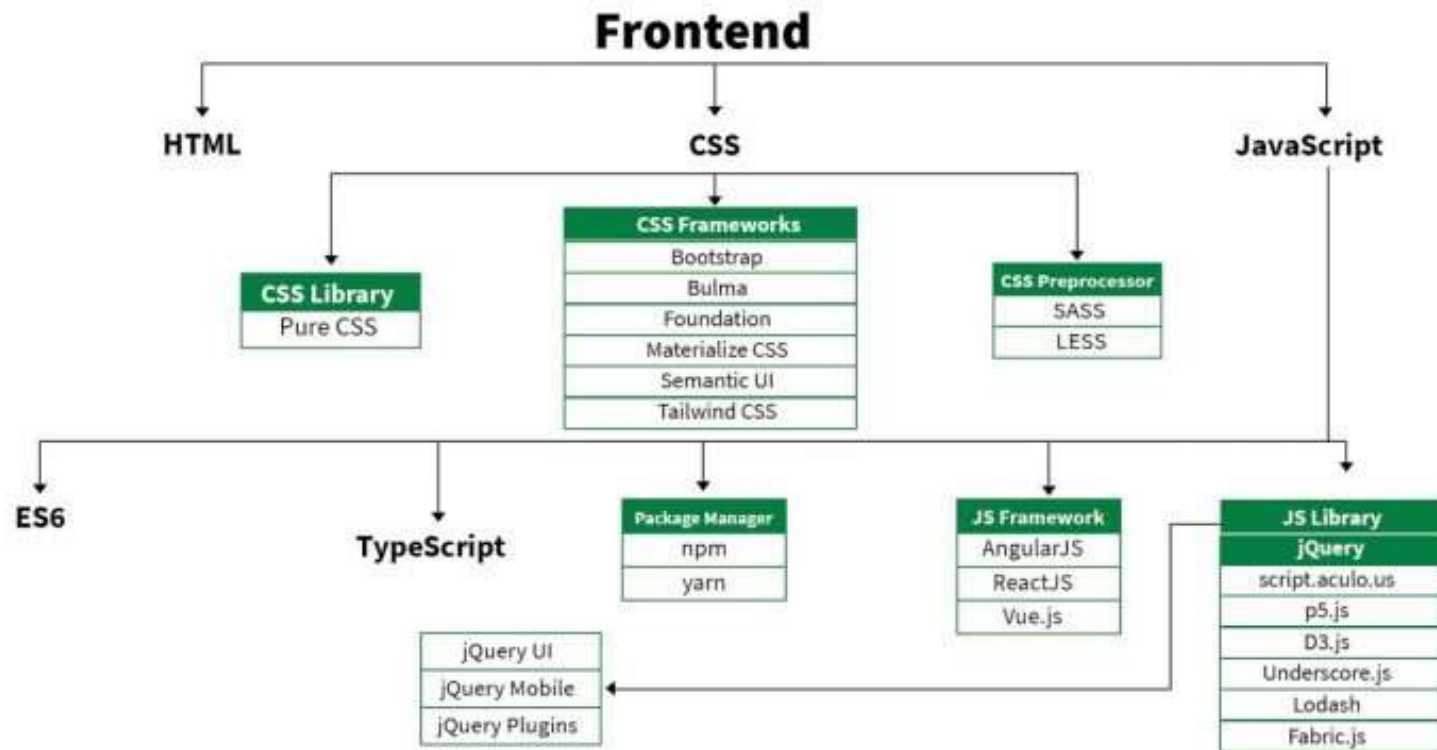 Frontend
HTML
CSS
JavaScript
CSS Library
Pure CSS
CSS Frameworks
Bootstrap
Bulma
Foundation
Materialize CSS
Semantic UI
Tailwind CSS
CSS Preprocessor
SASS
LESS
ES6
TypeScript
Package Manager
npm
yarn
JS Framework
AngularJS
ReactJS
Vue.js
JS Library
jQuery
script.aculo.us
p5.js
D3.js
Underscore.js
Lodash
Fabric.js
jQuery UI
jQuery Mobile
jQuery Plugins